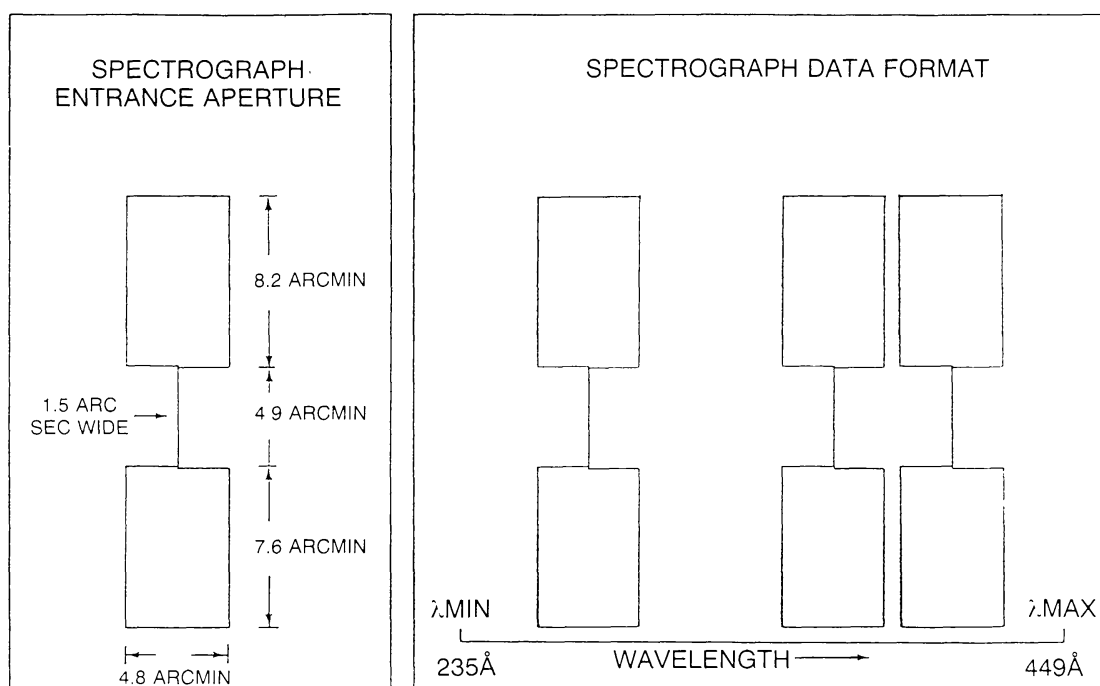 SPECTROGRAPH
ENTRANCE APERTURE
8.2 ARCMIN
1.5 ARC
SEC WIDE
4 9 ARCMIN
7.6 ARCMIN
4.8 ARCMIN
SPECTROGRAPH DATA FORMAT
λMIN
λMAX
235Å
WAVELENGTH
449Å